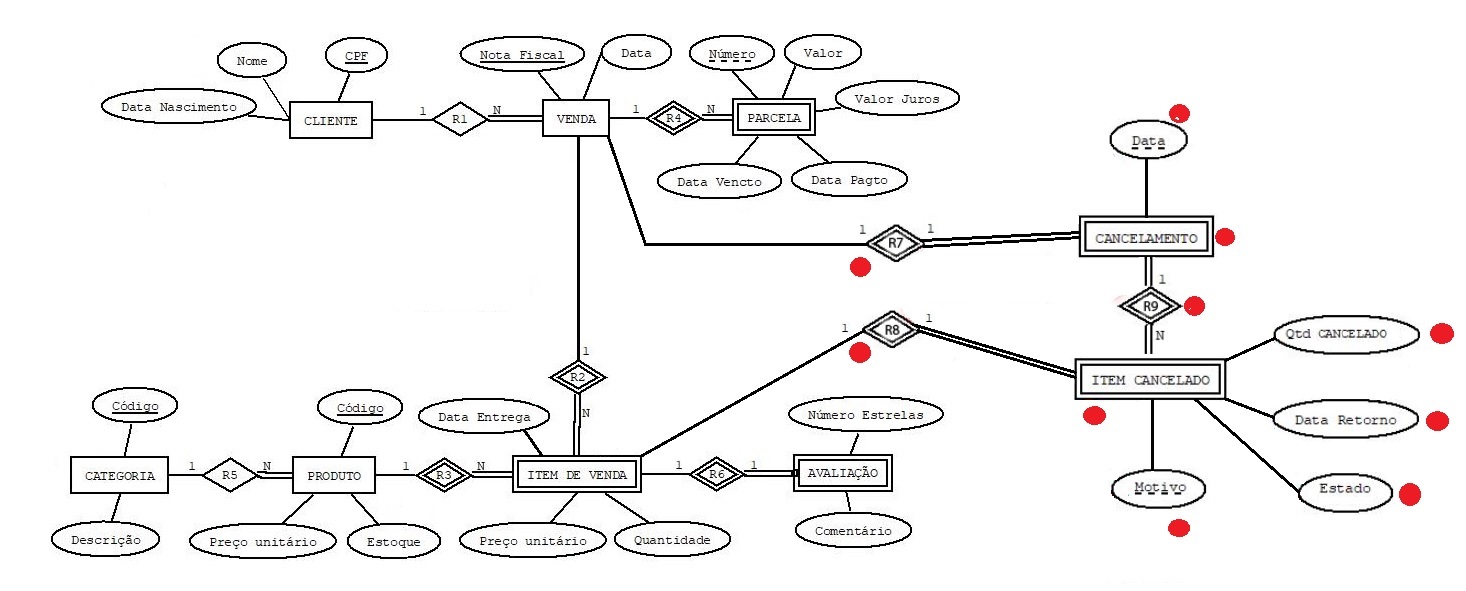 Nome
CPF
Data Nascimento
CLIENTE
1
R1
N
Nota Fiscal
Data
VENDA
1
R4
N
Número
Valor
Valor Juros
PARCELA
Data Vencto
Data Pagto
Data
1
R7
1
CANCELAMENTO
1
R9
N
1
R8
1
ITEM CANCELADO
Qtd CANCELADO
Data Retorno
Estado
Motivo
1
R2
N
Código
CATEGORIA
Descrição
1
R5
N
Código
PRODUTO
Preço unitário
Estoque
1
R3
N
Data Entrega
ITEM DE VENDA
Preço unitário
Quantidade
1
R6
1
Número Estrelas
AVALIAÇÃO
Comentário